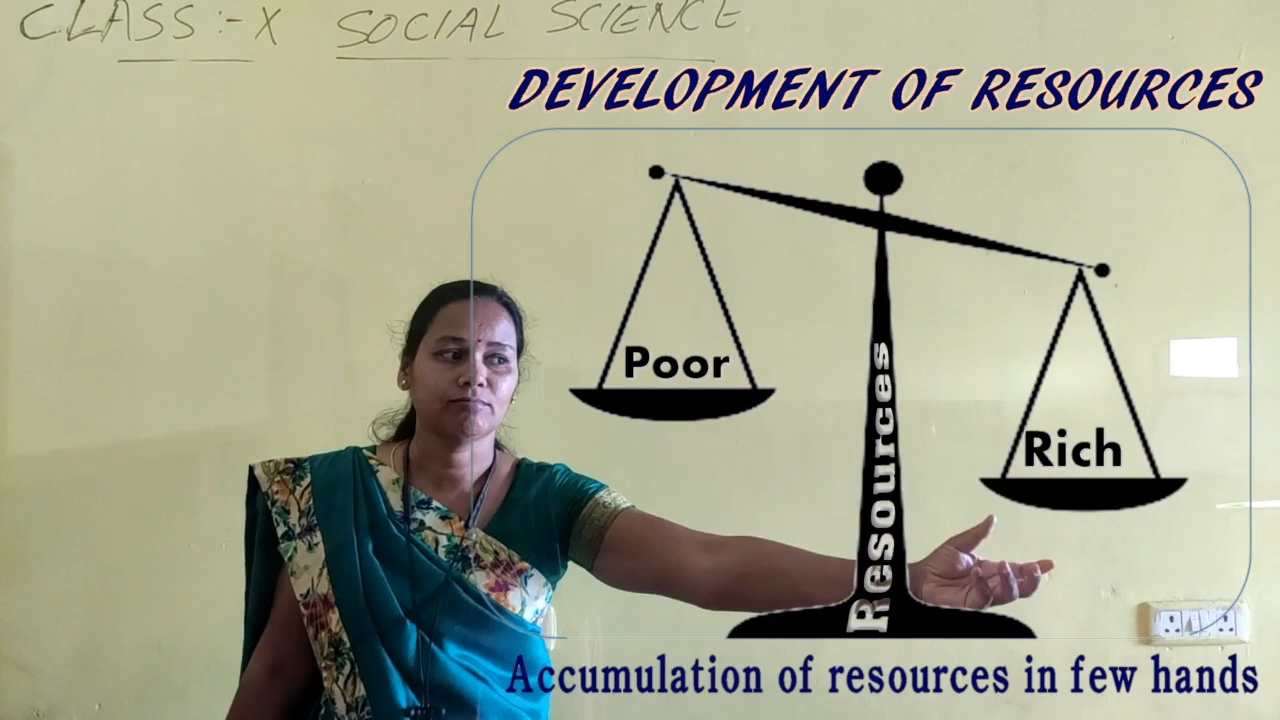 CLASS:- X SOCIAL SCIENCE
DEVELOPMENT OF RESOURCES
Poor
Rich
Resources
Accumulation of resources in few hands